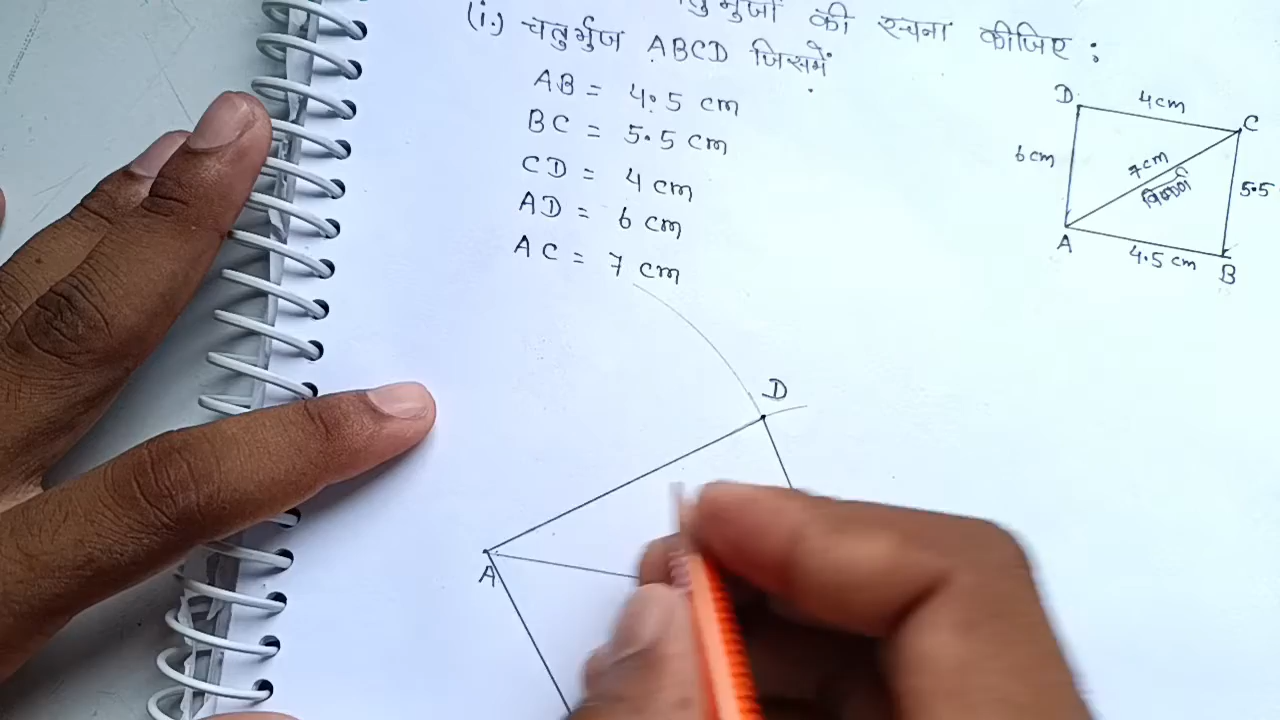 की रचना कीजिए :
(i.) चतुर्भुज ABCD जिसमें
AB = 4.5 cm
BC = 5.5 cm
CD = 4 cm
AD = 6 cm
AC = 7 cm
D
4cm
C
6cm
7cm
विकर्ण
5.5
A
4.5 cm
B
D
A